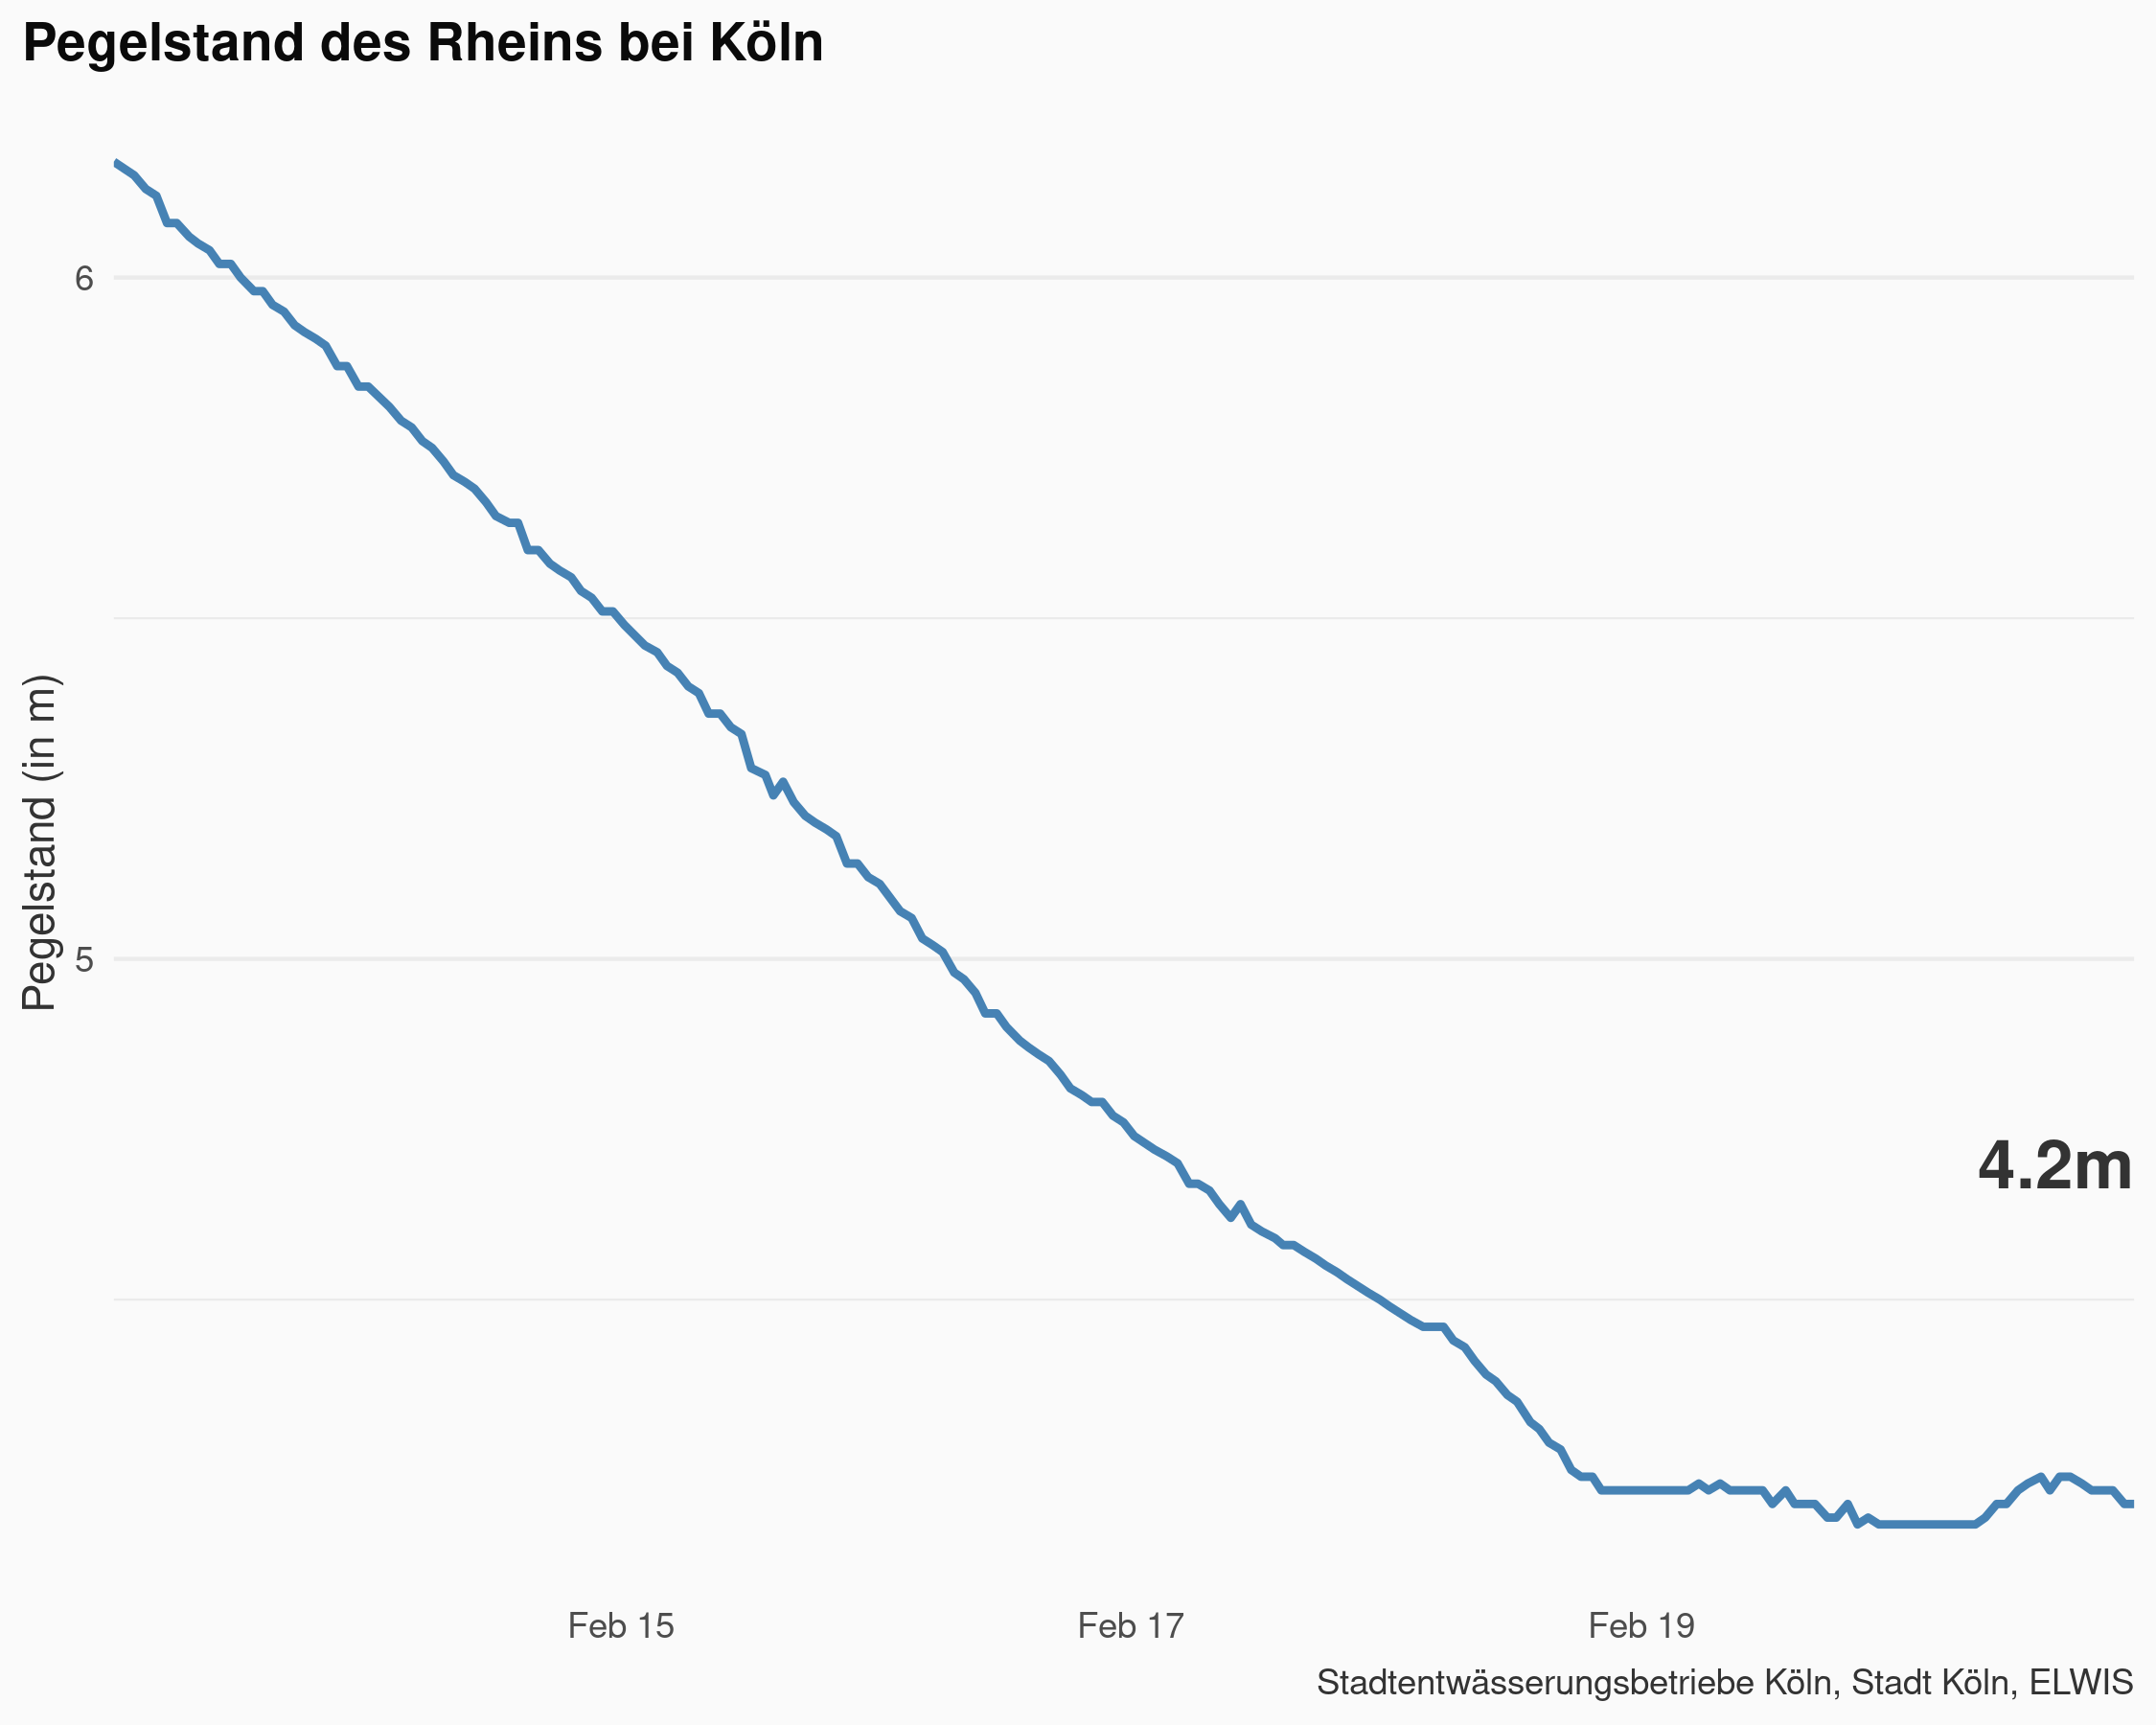 Pegelstand des Rheins bei Köln
Pegelstand (in m)
6
5
4.2m
Feb 15
Feb 17
Feb 19
Stadtentwässerungsbetriebe Köln, Stadt Köln, ELWIS